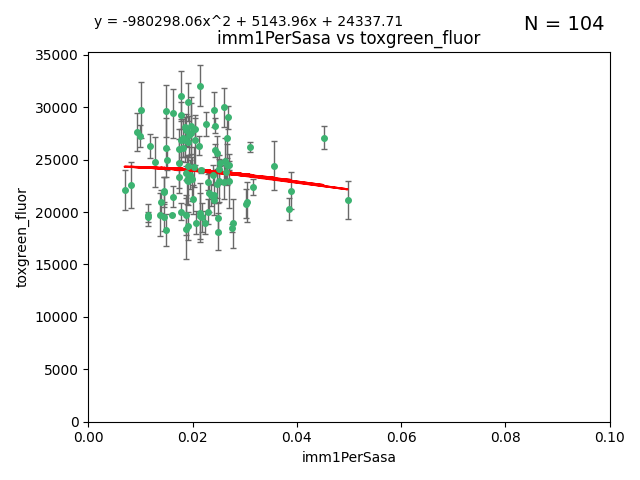 y = -980298.06x^2 + 5143.96x + 24337.71
N = 104
imm1PerSasa vs toxgreen_fluor
35000
30000
25000
20000
15000
10000
5000
0
toxgreen_fluor
0.00 0.02 0.04 0.06 0.08 0.10
imm1PerSasa